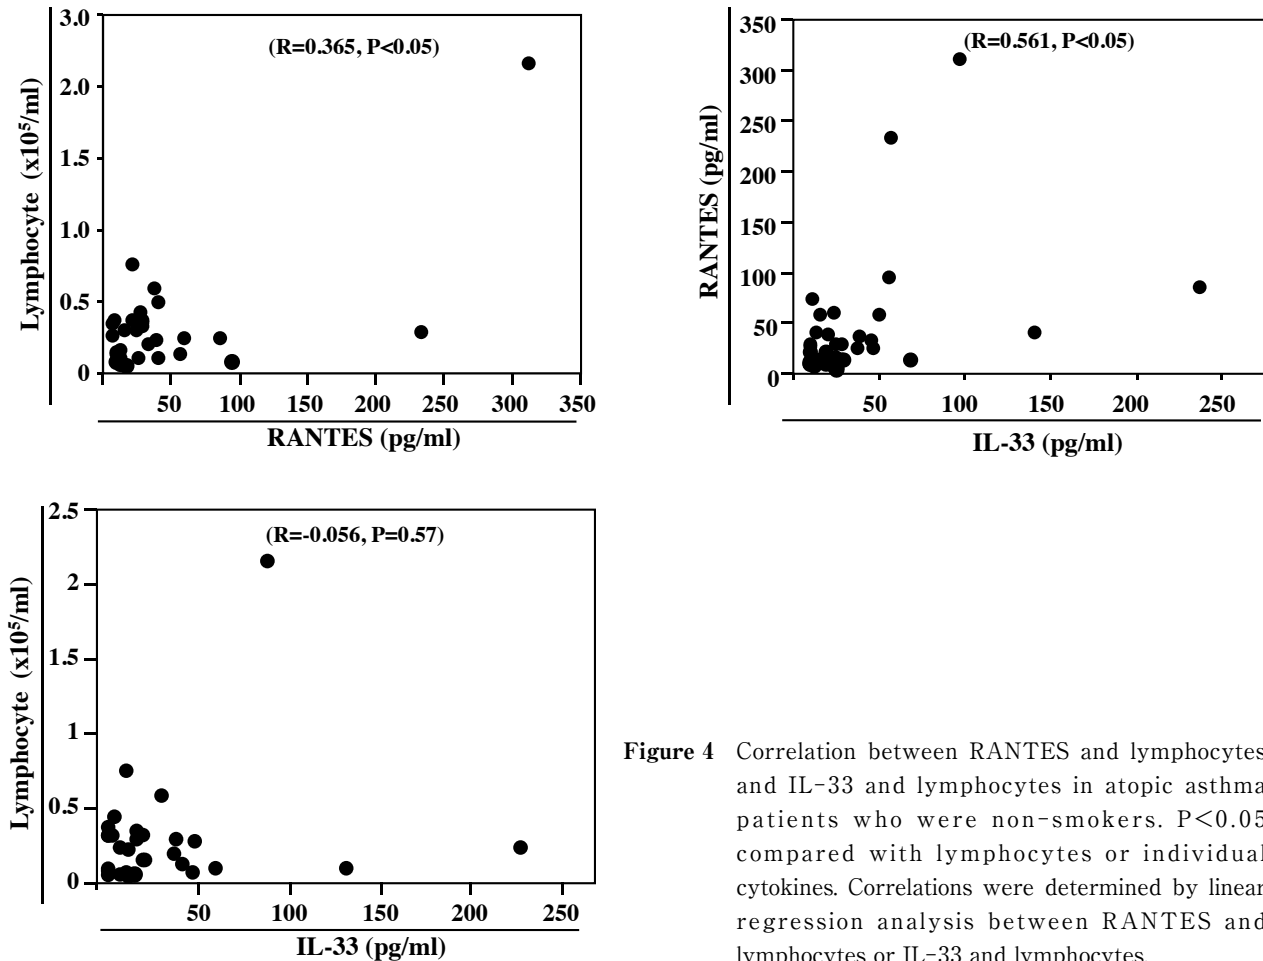 (R=0.365, P<0.05)
Lymphocyte (x10⁵/ml)
3.0
2.0
1.5
1.0
0.5
0
50 100 150 200 250 300 350
RANTES (pg/ml)
(R=0.561, P<0.05)
RANTES (pg/ml)
350
300
250
200
150
100
50
0
50 100 150 200 250
IL-33 (pg/ml)
(R=-0.056, P=0.57)
Lymphocyte (x10⁵/ml)
2.5
2
1.5
1
0.5
0
50 100 150 200 250
IL-33 (pg/ml)
Figure 4 Correlation between RANTES and lymphocytes
and IL-33 and lymphocytes in atopic asthma
patients who were non-smokers. P<0.05
compared with lymphocytes or individual
cytokines. Correlations were determined by linear
regression analysis between RANTES and
lymphocytes or IL-33 and lymphocytes.